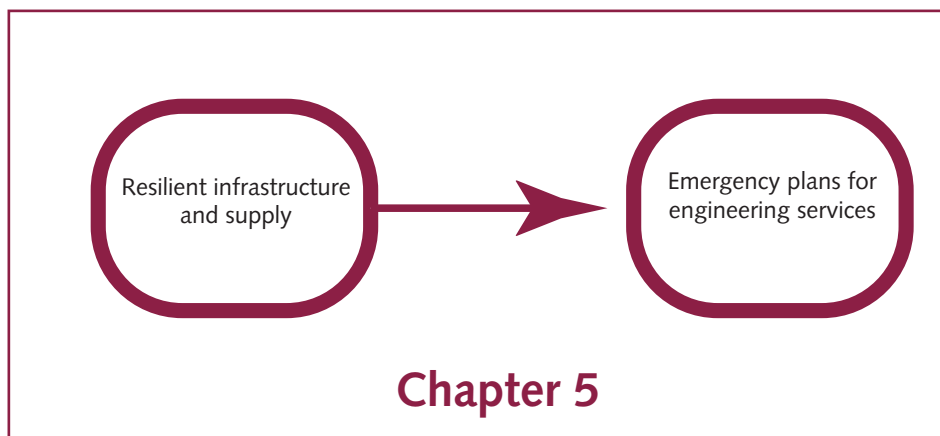 Resilient infrastructure
and supply
Emergency plans for
engineering services
Chapter 5